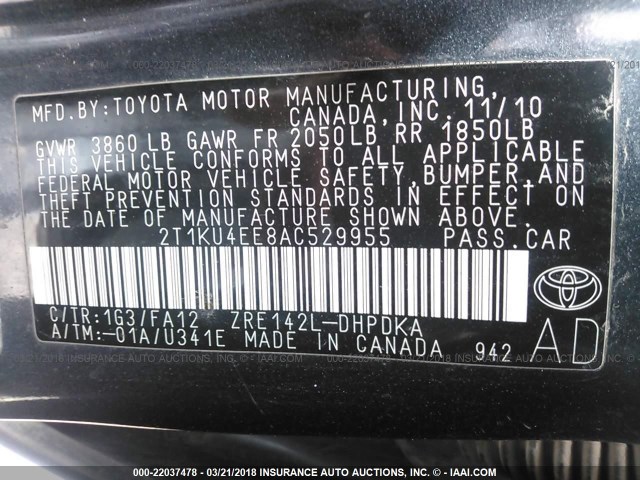 MFD. BY:TOYOTA MOTOR MANUFACTURING,
CANADA, INC. 11/10
GVWR 3860 LB GAWR FR 2050LB, RR 1850LB
THIS VEHICLE CONFORMS TO ALL APPLICABLE
FEDERAL MOTOR VEHICLE SAFETY, BUMPER, AND
THEFT PREVENTION STANDARDS IN EFFECT ON
THE DATE OF MANUFACTURE SHOWN ABOVE.
2T1KU4EE8AC529955 PASS.CAR
C/TR:1G3/FA12 ZRE142L-DHPDKA
A/TM:-01A/U341E MADE IN CANADA 942
AD
000-22037478 - 03/21/2018 INSURANCE AUTO AUCTIONS, INC. - © IAAI.COM